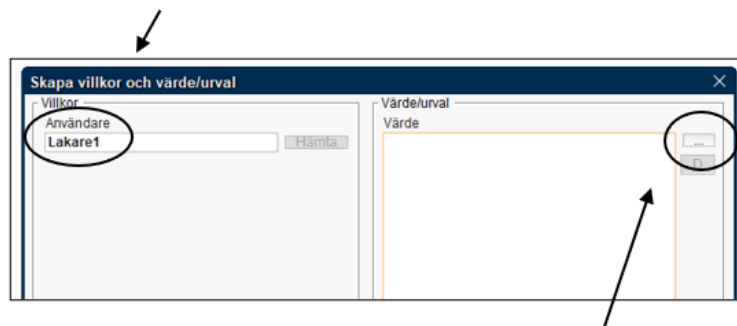 Skapa villkor och värde/urval
Villkor
Användare
Lakare1
Hämta
Värde/urval
Värde
...
D